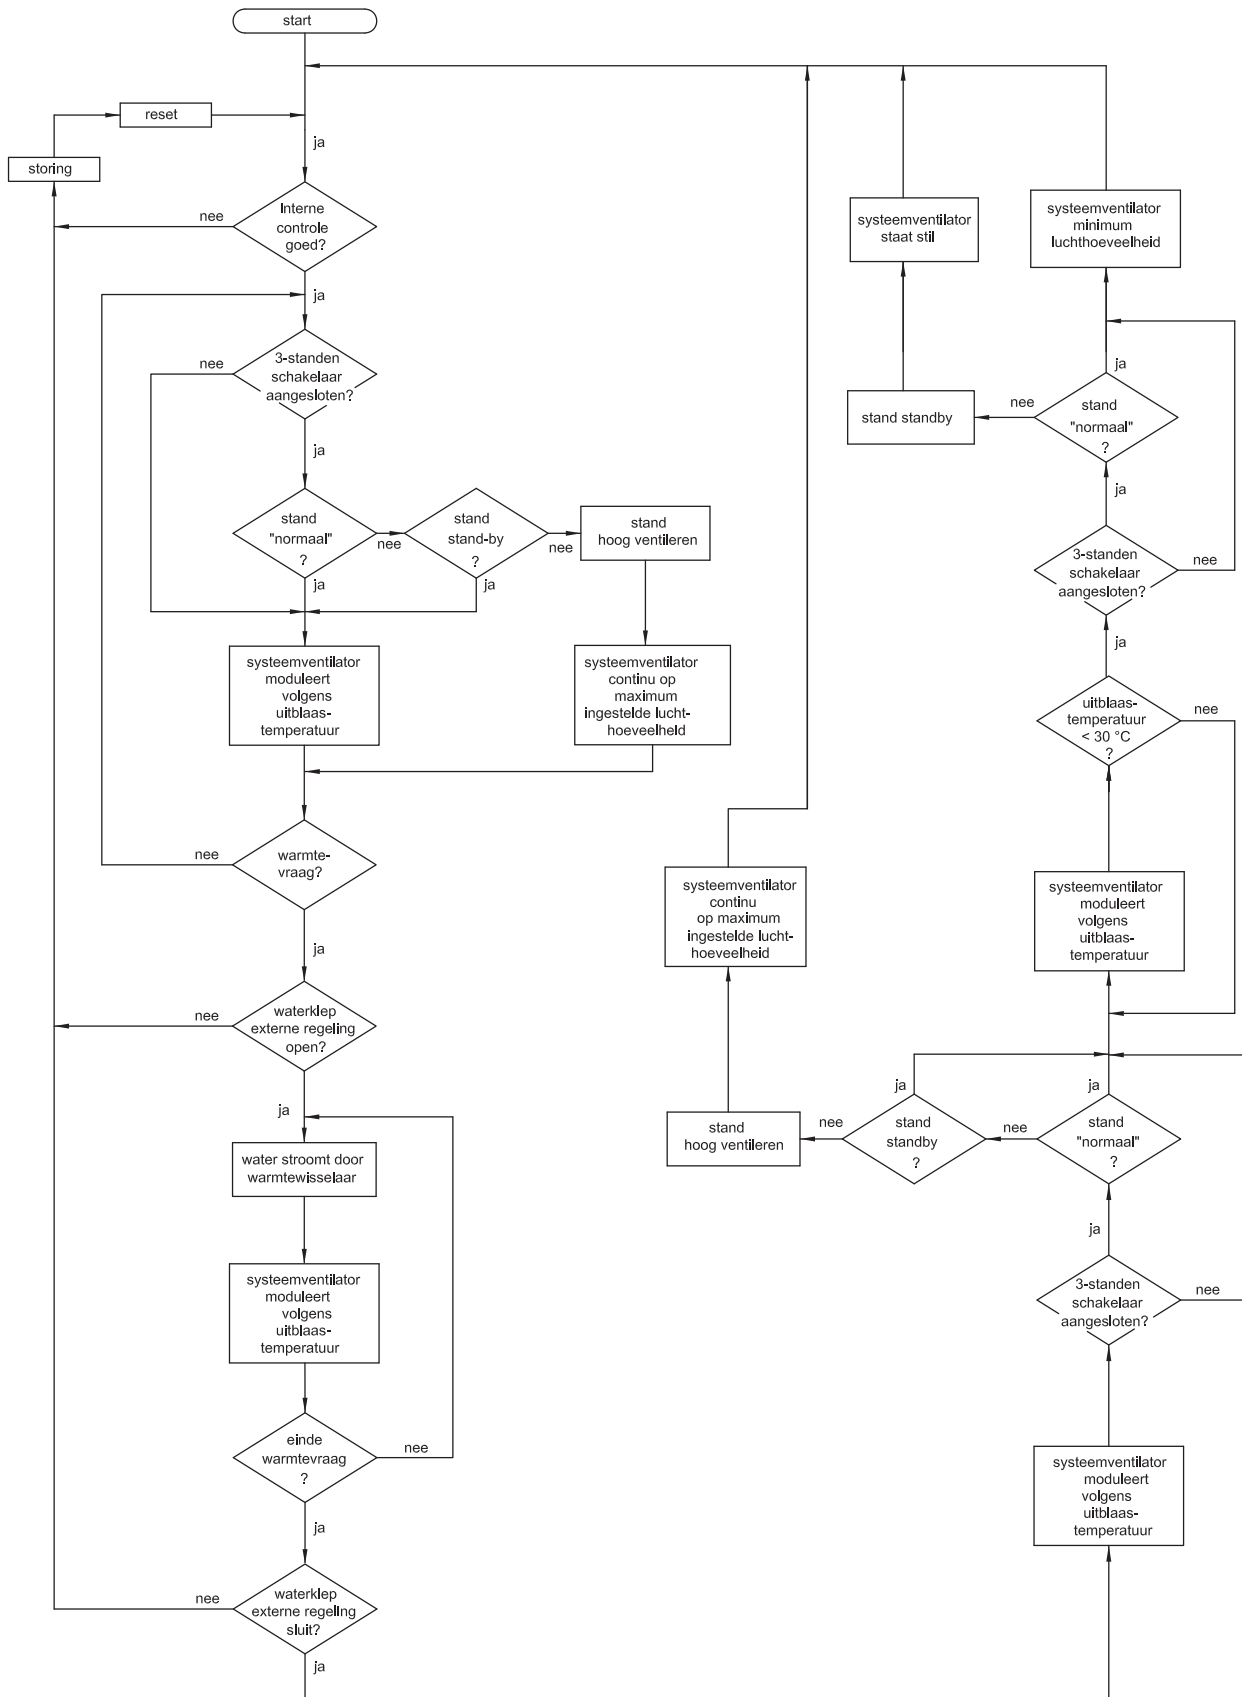 start
reset
ja
storing
nee
Interne
controle
goed?
ja
nee
3-standen
schakelaar
aangesloten?
ja
stand
"normaal"
?
nee
stand
stand-by
?
nee
stand
hoog ventileren
ja
ja
systeemventilator
moduleert
volgens
uitblaas-
temperatuur
systeemventilator
continu op
maximum
ingestelde lucht-
hoeveelheid
nee
warmte-
vraag?
ja
nee
waterklep
externe regeling
open?
ja
water stroomt door
warmtewisselaar
systeemventilator
moduleert
volgens
uitblaas-
temperatuur
einde
warmtevraag
?
nee
ja
nee
waterklep
externe regeling
sluit?
ja
systeemventilator
staat stil
systeemventilator
minimum
luchthoeveelheid
ja
stand standby
nee
stand
"normaal"
?
ja
3-standen
schakelaar
aangesloten?
nee
ja
uitblaas-
temperatuur
< 30 °C
?
nee
systeemventilator
continu
op maximum
ingestelde lucht-
hoeveelheid
systeemventilator
moduleert
volgens
uitblaas-
temperatuur
ja
ja
stand
hoog ventileren
nee
stand
standby
?
nee
stand
"normaal"
?
ja
3-standen
schakelaar
aangesloten?
nee
systeemventilator
moduleert
volgens
uitblaas-
temperatuur